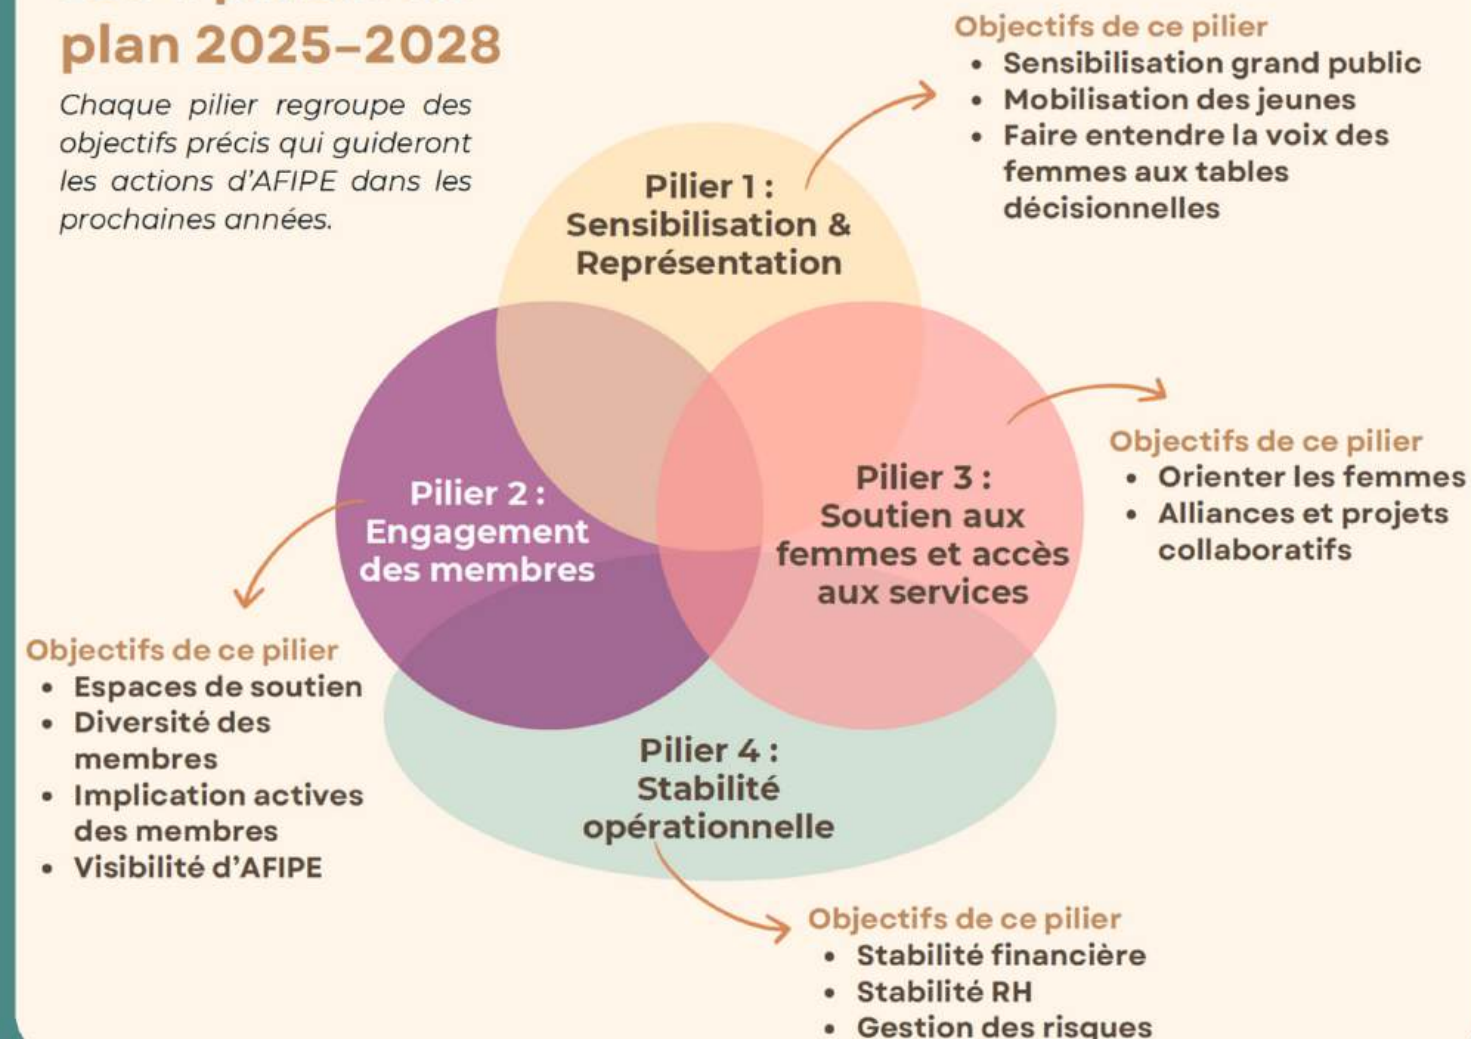 plan 2025–2028
Chaque pilier regroupe des
objectifs précis qui guideront
les actions d'AFIPE dans les
prochaines années.
Objectifs de ce pilier
• Sensibilisation grand public
• Mobilisation des jeunes
• Faire entendre la voix des
femmes aux tables
décisionnelles
Pilier 1 :
Sensibilisation &
Représentation
Objectifs de ce pilier
• Orienter les femmes
• Alliances et projets
collaboratifs
Pilier 3 :
Soutien aux
femmes et accès
aux services
Pilier 2 :
Engagement
des membres
Objectifs de ce pilier
• Espaces de soutien
• Diversité des
membres
• Implication actives
des membres
• Visibilité d'AFIPE
Pilier 4 :
Stabilité
opérationnelle
Objectifs de ce pilier
• Stabilité financière
• Stabilité RH
• Gestion des risques